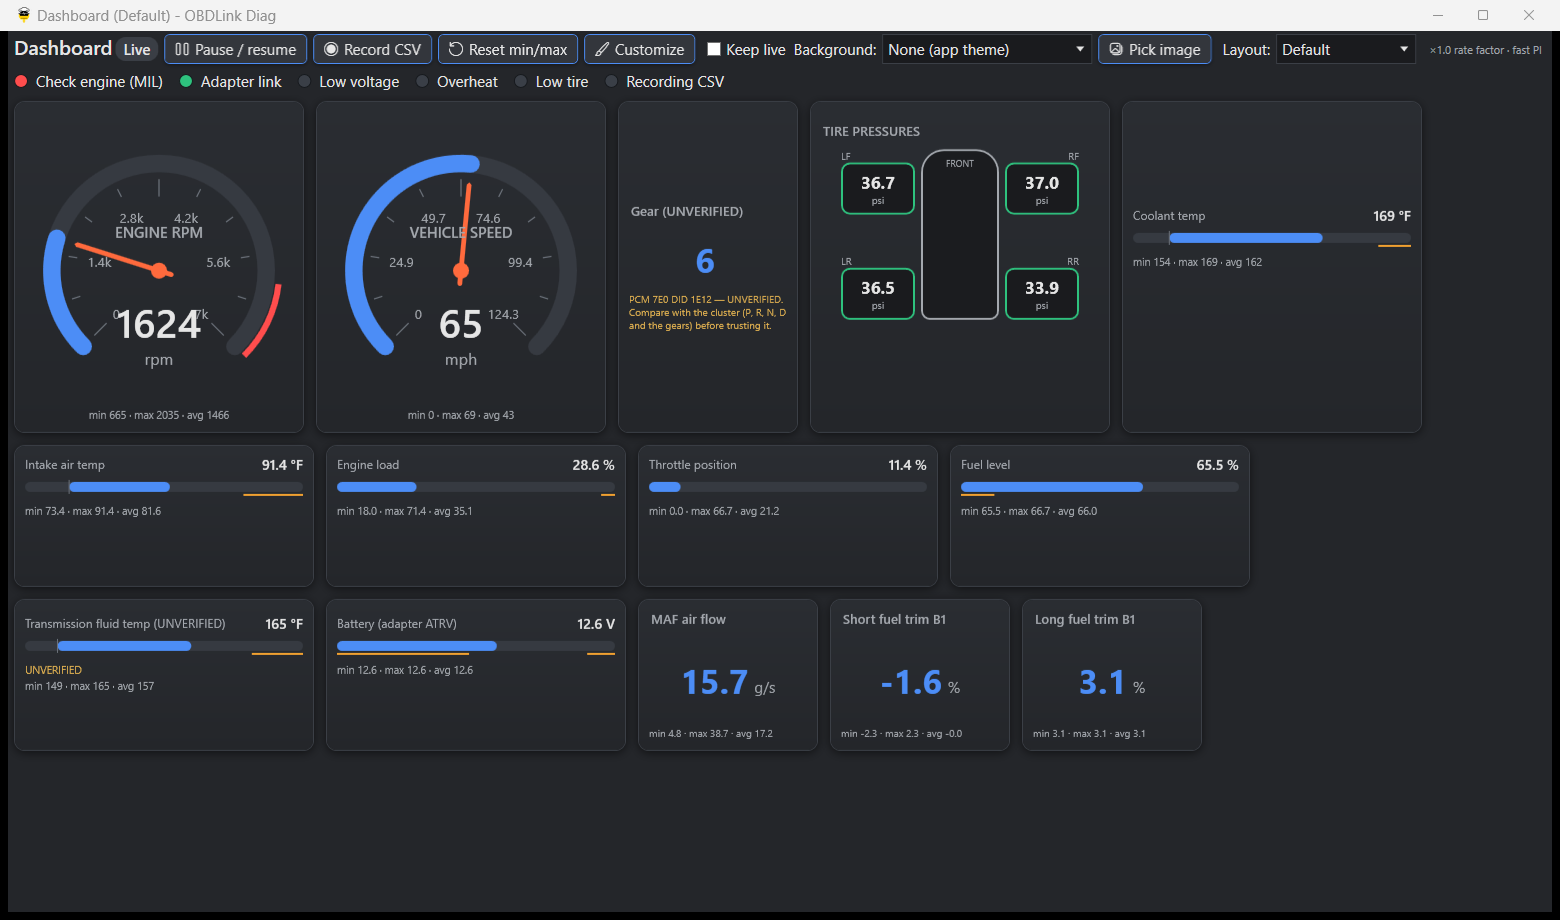 Dashboard (Default) - OBDLink Diag
Dashboard Live Pause / resume Record CSV Reset min/max Customize Keep live Background: None (app theme) Pick image Layout: Default ×1.0 rate factor · fast PI
Check engine (MIL) Adapter link Low voltage Overheat Low tire Recording CSV
2.8k 4.2k
ENGINE RPM
1.4k 5.6k
0 7k
1624
rpm
min 665 · max 2035 · avg 1466
49.7 74.6
VEHICLE SPEED
24.9 99.4
0 124.3
65
mph
min 0 · max 69 · avg 43
Gear (UNVERIFIED)
6
PCM 7E0 DID 1E12 — UNVERIFIED.
Compare with the cluster (P, R, N, D
and the gears) before trusting it.
TIRE PRESSURES
LF FRONT RF
36.7 37.0
psi psi
LR RR
36.5 33.9
psi psi
Coolant temp 169 °F
min 154 · max 169 · avg 162
Intake air temp 91.4 °F
min 73.4 · max 91.4 · avg 81.6
Engine load 28.6 %
min 18.0 · max 71.4 · avg 35.1
Throttle position 11.4 %
min 0.0 · max 66.7 · avg 21.2
Fuel level 65.5 %
min 65.5 · max 66.7 · avg 66.0
Transmission fluid temp (UNVERIFIED) 165 °F
UNVERIFIED
min 149 · max 165 · avg 157
Battery (adapter ATRV) 12.6 V
min 12.6 · max 12.6 · avg 12.6
MAF air flow
15.7 g/s
min 4.8 · max 38.7 · avg 17.2
Short fuel trim B1
-1.6 %
min -2.3 · max 2.3 · avg -0.0
Long fuel trim B1
3.1 %
min 3.1 · max 3.1 · avg 3.1